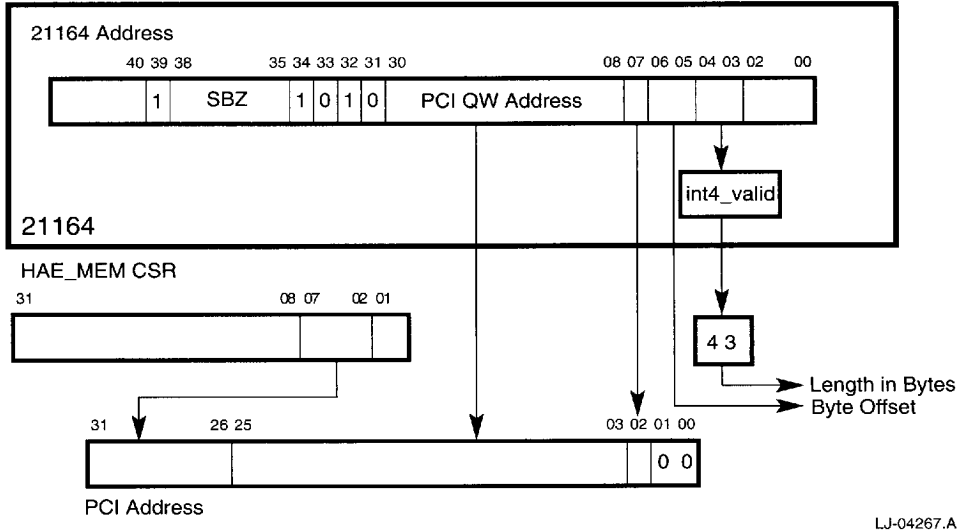 21164 Address
40 39 38 35 34 33 32 31 30 08 07 06 05 04 03 02 00
1 SBZ 1 0 1 0 PCI QW Address
int4_valid
21164
HAE_MEM CSR
31 08 07 02 01
4 3
Length in Bytes
Byte Offset
31 26 25 03 02 01 00
0 0
PCI Address
LJ-04267.A